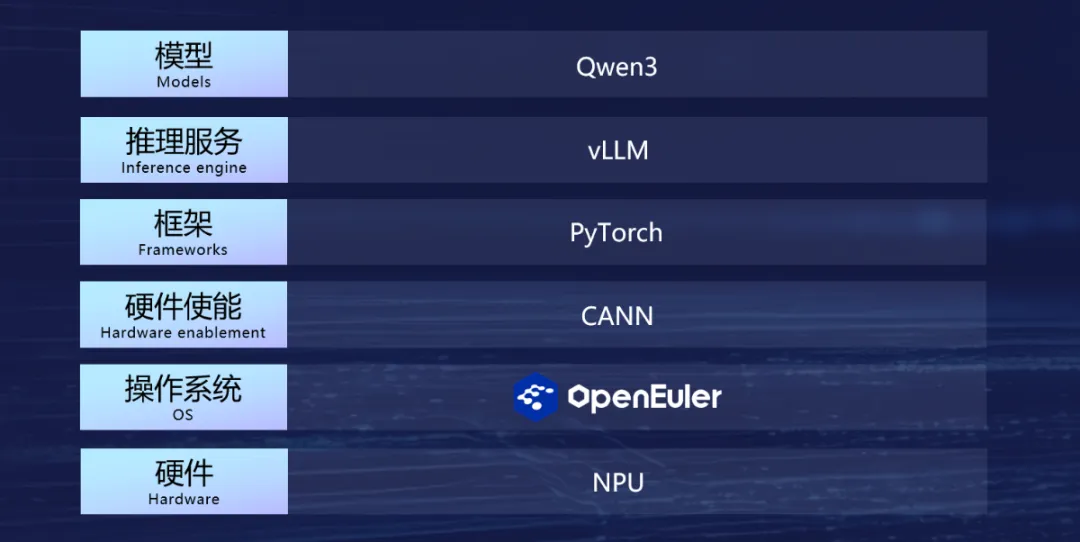 模型
Models
Qwen3
推理服务
Inference engine
vLLM
框架
Frameworks
PyTorch
硬件使能
Hardware enablement
CANN
操作系统
OS
OpenEuler
硬件
Hardware
NPU